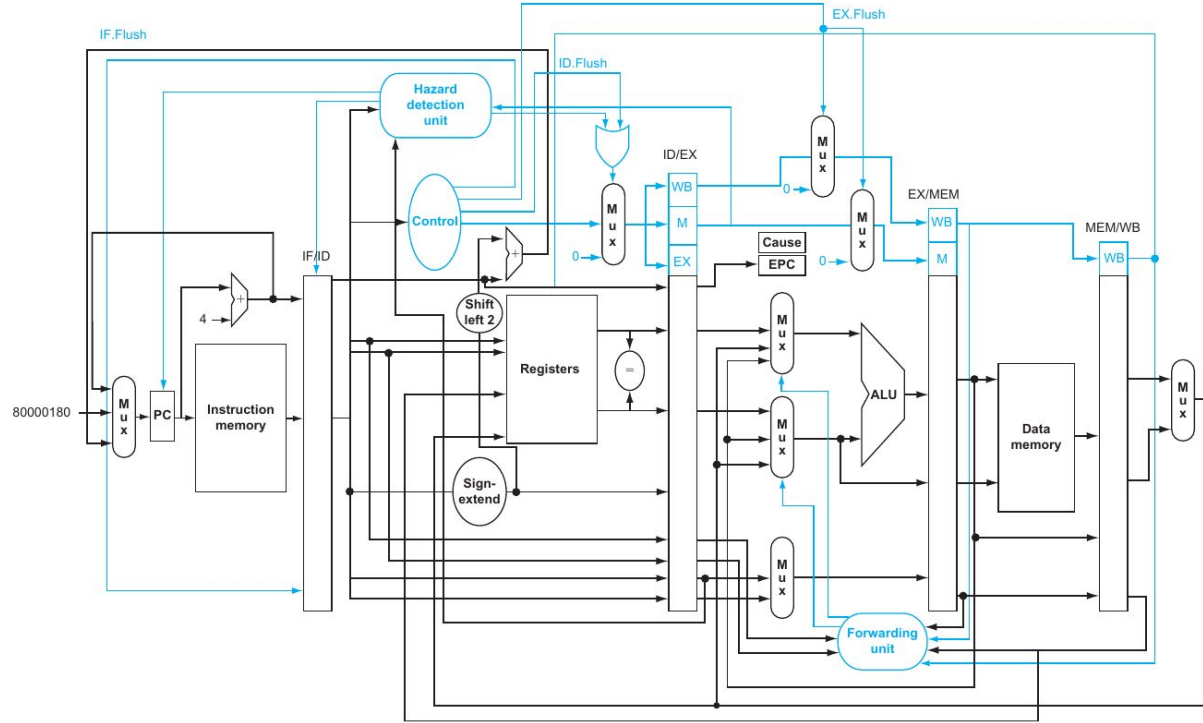 IF.Flush
EX.Flush
ID.Flush
Hazard
detection
unit
M
u
x
ID/EX
WB
0
M
u
x
Control
M
u
x
M
EX
0
EX/MEM
WB
M
0
MEM/WB
WB
Cause
EPC
IF/ID
+
+
4
Shift
left 2
M
u
x
Registers
=
ALU
M
u
x
80000180
M
u
x
PC
Instruction
memory
M
u
x
Data
memory
Sign-
extend
M
u
x
Forwarding
unit